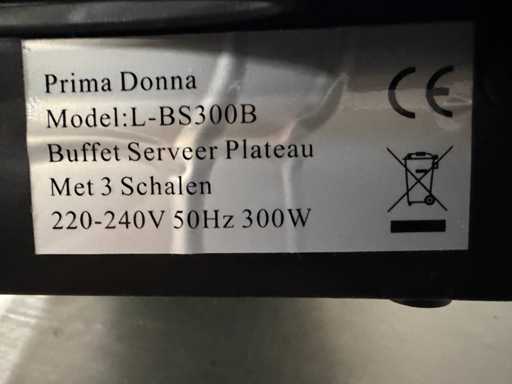 Prima Donna
Model:L-BS300B
Buffet Serveer Plateau
Met 3 Schalen
220-240V 50Hz 300W
CE